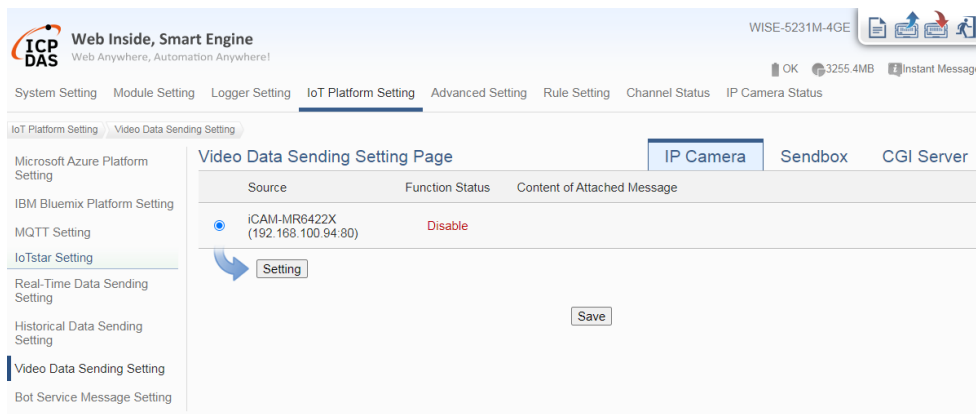 WISE-5231M-4GE
ICP DAS
Web Inside, Smart Engine
Web Anywhere, Automation Anywhere!
OK 3255.4MB Instant Message
System Setting Module Setting Logger Setting IoT Platform Setting Advanced Setting Rule Setting Channel Status IP Camera Status
IoT Platform Setting Video Data Sending Setting
Microsoft Azure Platform
Setting
IBM Bluemix Platform Setting
MQTT Setting
IoTstar Setting
Real-Time Data Sending
Setting
Historical Data Sending
Setting
Video Data Sending Setting
Bot Service Message Setting
Video Data Sending Setting Page IP Camera Sendbox CGI Server
Source Function Status Content of Attached Message
iCAM-MR6422X
(192.168.100.94:80) Disable
Setting
Save